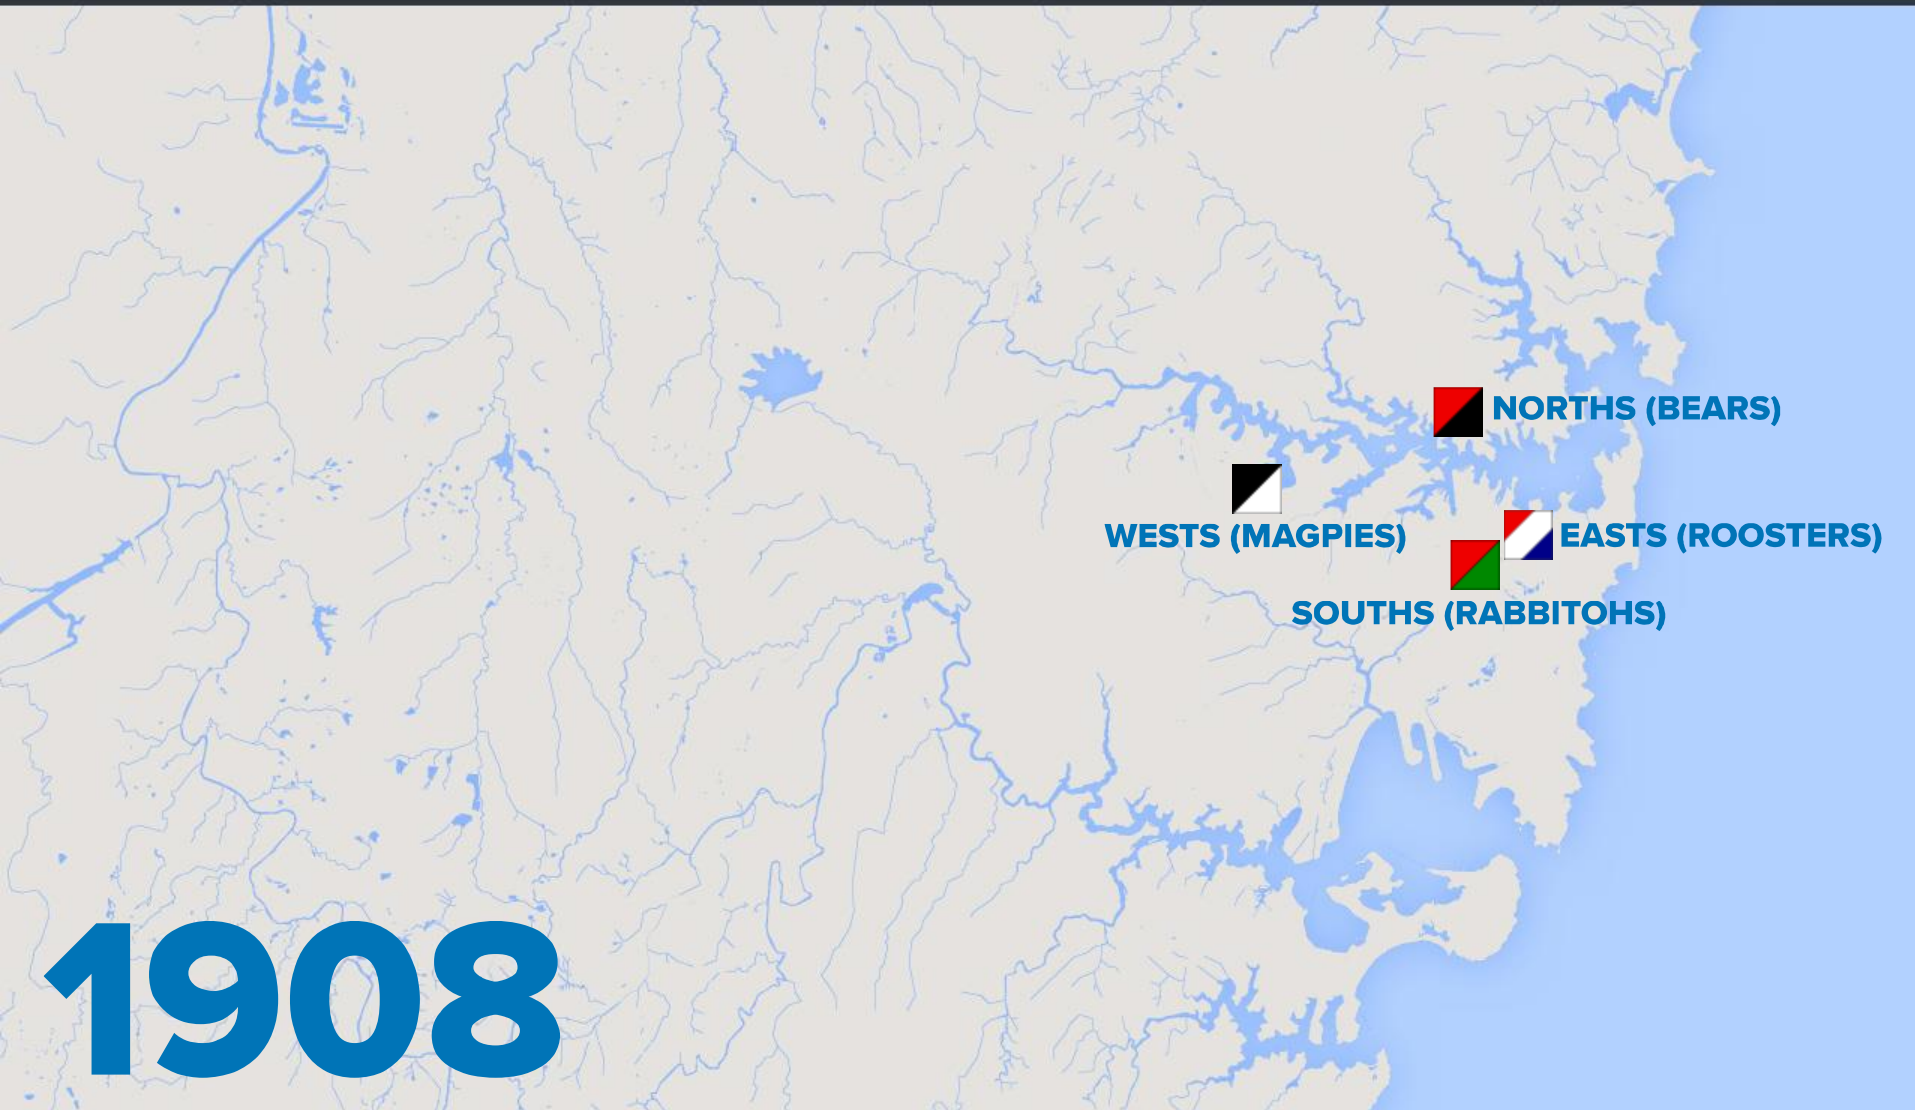 NORTHS (BEARS)
WESTS (MAGPIES)
EASTS (ROOSTERS)
SOUTHS (RABBITOHS)
1908